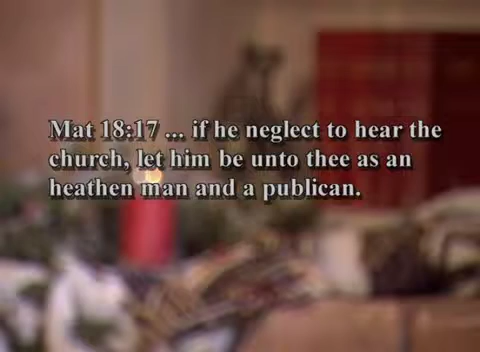 Mat 18:17 ... if he neglect to hear the
church, let him be unto thee as an
heathen man and a publican.